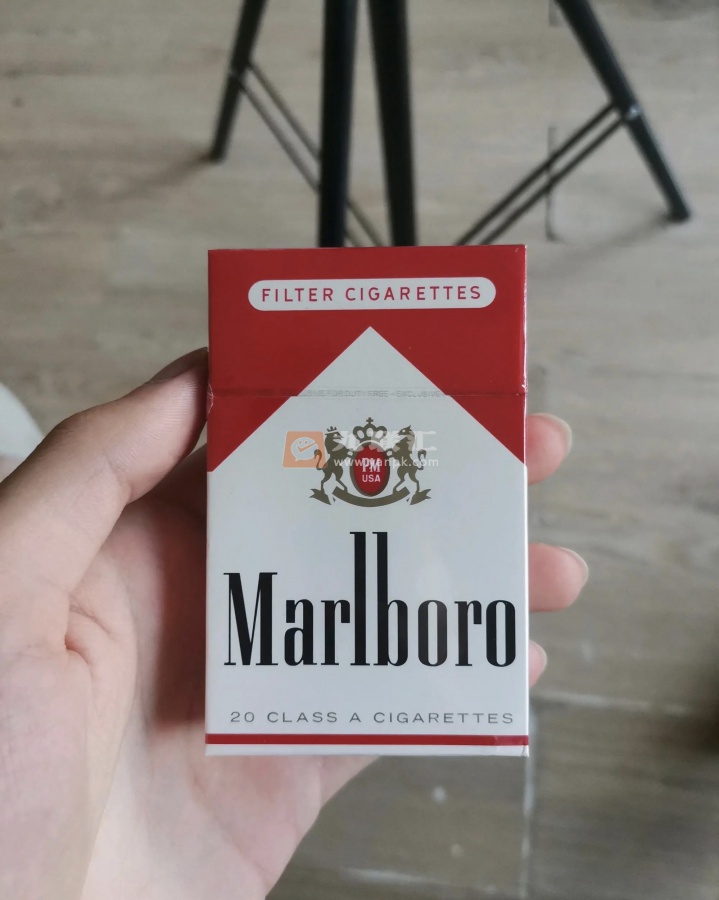 FILTER CIGARETTES
PM
USA
Marlboro
20 CLASS A CIGARETTES